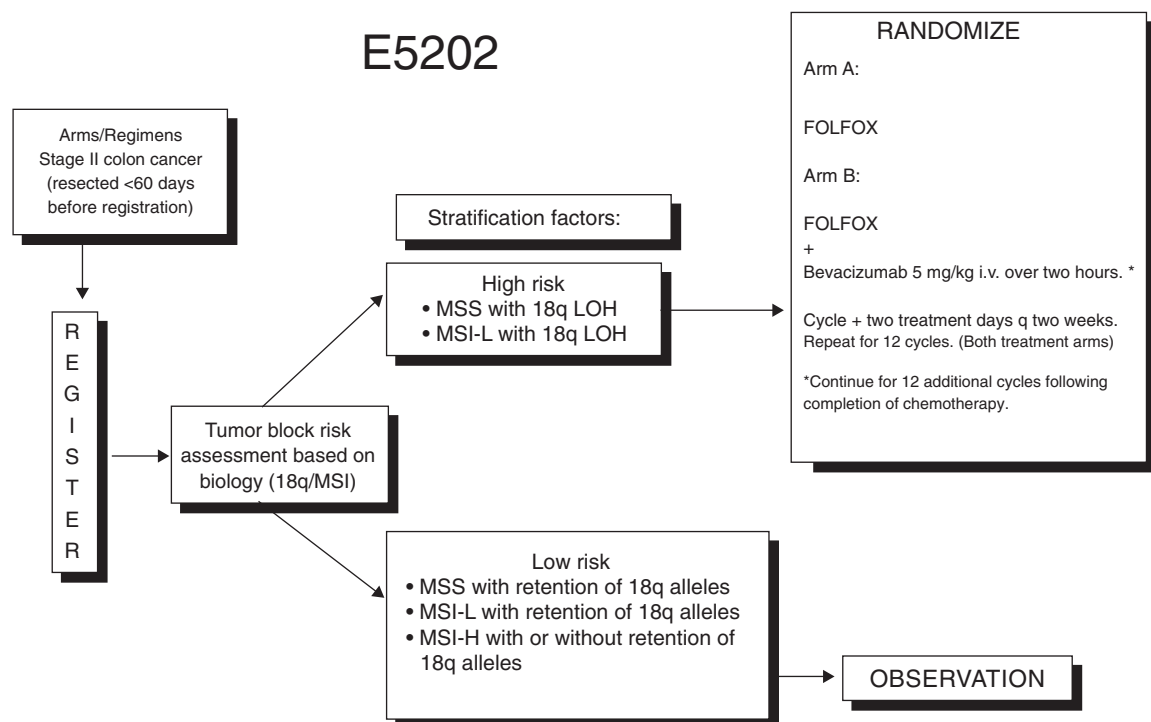 E5202
Arms/Regimens
Stage II colon cancer
(resected <60 days
before registration)
REGISTER
Tumor block risk
assessment based on
biology (18q/MSI)
Stratification factors:
High risk
• MSS with 18q LOH
• MSI-L with 18q LOH
Low risk
• MSS with retention of 18q alleles
• MSI-L with retention of 18q alleles
• MSI-H with or without retention of
18q alleles
RANDOMIZE
Arm A:
FOLFOX
Arm B:
FOLFOX
+
Bevacizumab 5 mg/kg i.v. over two hours. *
Cycle + two treatment days q two weeks.
Repeat for 12 cycles. (Both treatment arms)
*Continue for 12 additional cycles following
completion of chemotherapy.
OBSERVATION